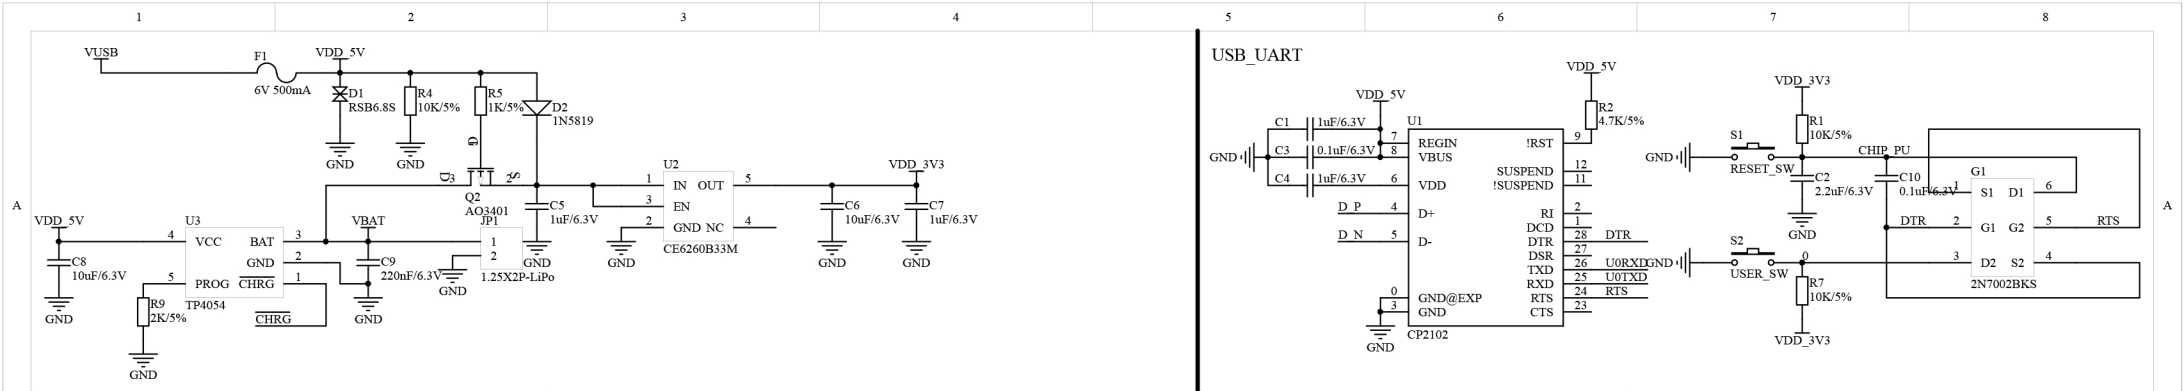 1 2 3 4 5 6 7 8
A
A
VUSB
F1
6V 500mA
VDD_5V
D1
RSB6.8S
GND
R4
10K/5%
GND
R5
1K/5%
D2
1N5819
G
D
3
2
S
Q2
AO3401
U2
1 IN OUT 5
3 EN
2 GND NC 4
CE6260B33M
GND
C5
1uF/6.3V
GND
C6
10uF/6.3V
GND
VDD_3V3
C7
1uF/6.3V
GND
VDD_5V
C8
10uF/6.3V
GND
U3
4 VCC BAT 3
GND 2
5 PROG CHRG 1
TP4054
R9
2K/5%
GND
CHRG
VBAT
C9
220nF/6.3V
GND
JP1
1
2
1.25X2P-LiPo
GND
USB_UART
VDD_5V
C1 1uF/6.3V
GND
C3 0.1uF/6.3V
C4 1uF/6.3V
U1
7 REGIN
8 VBUS
6 VDD
D_P 4 D+
D_N 5 D-
0 GND@EXP
3 GND
GND
CP2102
VDD_5V
R2
4.7K/5%
!RST 9
SUSPEND 12
!SUSPEND 11
RI 2
DCD 1
DTR 28 DTR
DSR 27
TXD 26 U0RXD
RXD 25 U0TXD
RTS 24 RTS
CTS 23
VDD_3V3
R1
10K/5%
GND
S1
RESET_SW
CHIP_PU
C2
2.2uF/6.3V
GND
C10
0.1uF/6.3V
GND
S2
USER_SW
0
R7
10K/5%
VDD_3V3
G1
1 S1 D1 6
DTR 2 G1 G2 5 RTS
3 D2 S2 4
2N7002BKS